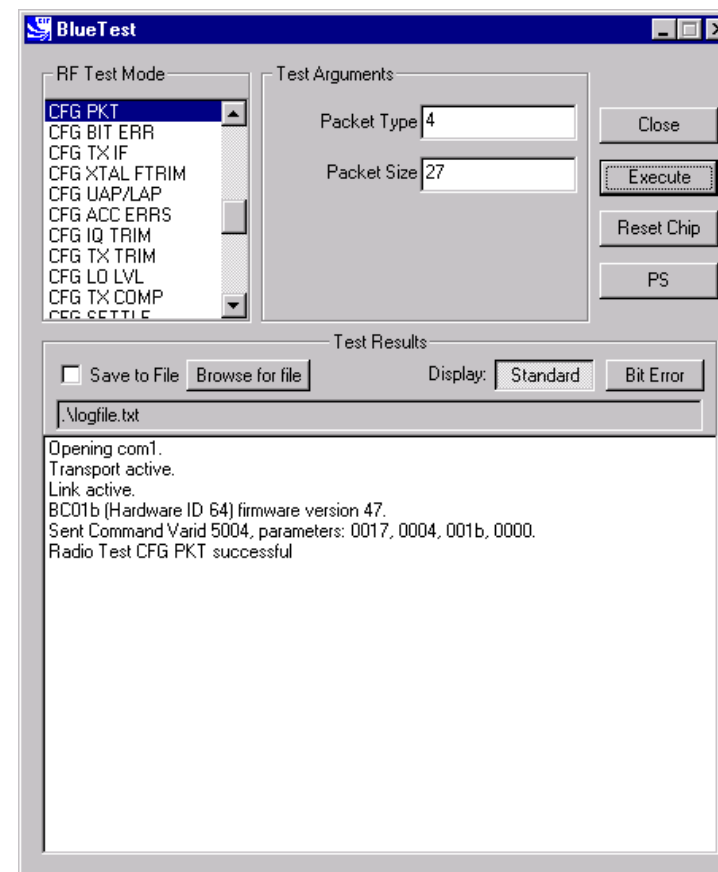 BlueTest
RF Test Mode
CFG PKT
CFG BIT ERR
CFG TX IF
CFG XTAL FTRIM
CFG UAP/LAP
CFG ACC ERRS
CFG IQ TRIM
CFG TX TRIM
CFG LO LVL
CFG TX COMP
CFG SETTLE
Test Arguments
Packet Type 4
Packet Size 27
Close
Execute
Reset Chip
PS
Test Results
Save to File Browse for file Display: Standard Bit Error
.\logfile.txt
Opening com1.
Transport active.
Link active.
BC01b (Hardware ID 64) firmware version 47.
Sent Command Varid 5004, parameters: 0017, 0004, 001b, 0000.
Radio Test CFG PKT successful